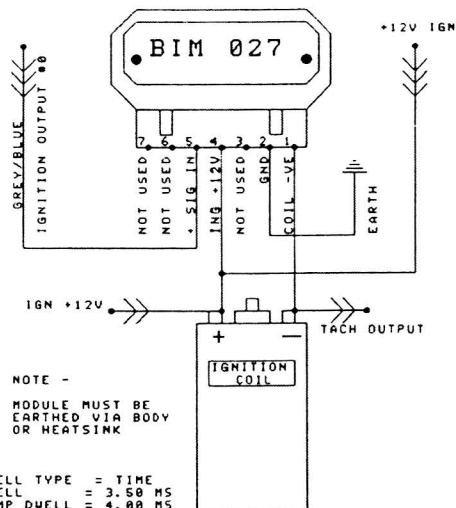 +12V IGN
BIM 027
GREY/BLUE
IGNITION OUTPUT #0
7 6 5 4 3 2 1
NOT USED
NOT USED
+ SIG IN
ING +12V
NOT USED
GND
COIL -VE
EARTH
IGN +12V
TACH OUTPUT
+ —
IGNITION
COIL
NOTE -
MODULE MUST BE
EARTHED VIA BODY
OR HEATSINK
ELL TYPE = TIME
ELL = 3.50 MS
MP DWELL = 4.00 MS